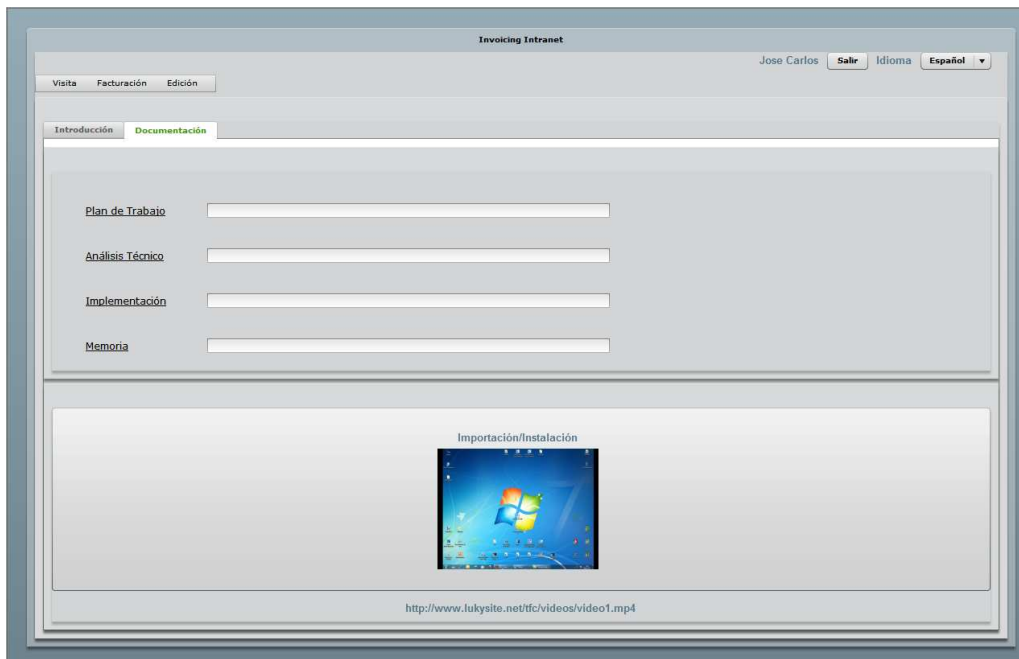 Invoicing Intranet
Jose Carlos Salir Idioma Español
Visita Facturación Edición
Introducción Documentación
Plan de Trabajo
Análisis Técnico
Implementación
Memoria
Importación/Instalación
http://www.lukysite.net/tfc/videos/video1.mp4